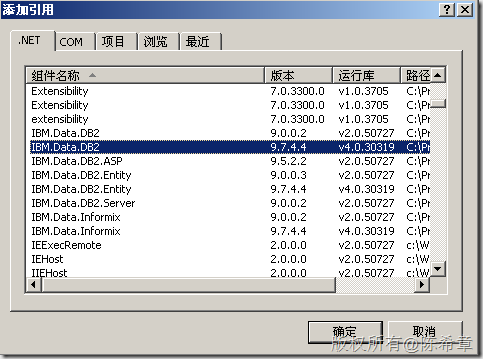 添加引用
.NET COM 项目 浏览 最近
组件名称 版本 运行库 路径
Extensibility 7.0.3300.0 v1.0.3705 C:\Pr
Extensibility 7.0.3300.0 v1.0.3705 C:\Pr
extensibility 7.0.3300.0 v1.0.3705 C:\Pr
IBM.Data.DB2 9.0.0.2 v2.0.50727 C:\Pr
IBM.Data.DB2 9.7.4.4 v4.0.30319 C:\Pr
IBM.Data.DB2.ASP 9.5.2.2 v2.0.50727 C:\Pr
IBM.Data.DB2.Entity 9.0.0.3 v2.0.50727 C:\Pr
IBM.Data.DB2.Entity 9.7.4.4 v4.0.30319 C:\Pr
IBM.Data.DB2.Server 9.0.0.2 v2.0.50727 C:\Pr
IBM.Data.Informix 9.0.0.2 v2.0.50727 C:\Pr
IBM.Data.Informix 9.7.4.4 v4.0.30319 C:\Pr
IEExecRemote 2.0.0.0 v2.0.50727 c:\W
IEHost 2.0.0.0 v2.0.50727 c:\W
IIEHost 2.0.0.0 v2.0.50727 c:\W
确定 取消
版权所有@陈希章